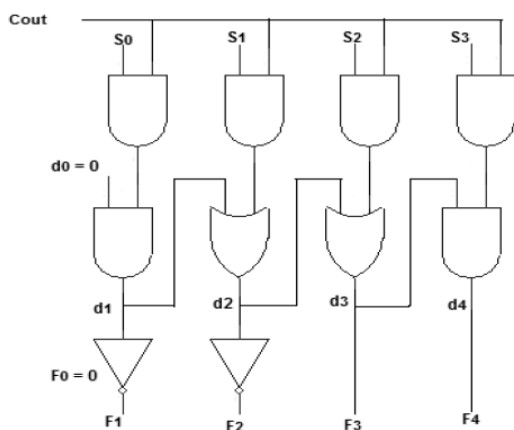 Cout
S0 S1 S2 S3
d0 = 0
d1 d2 d3 d4
F0 = 0
F1 F2 F3 F4